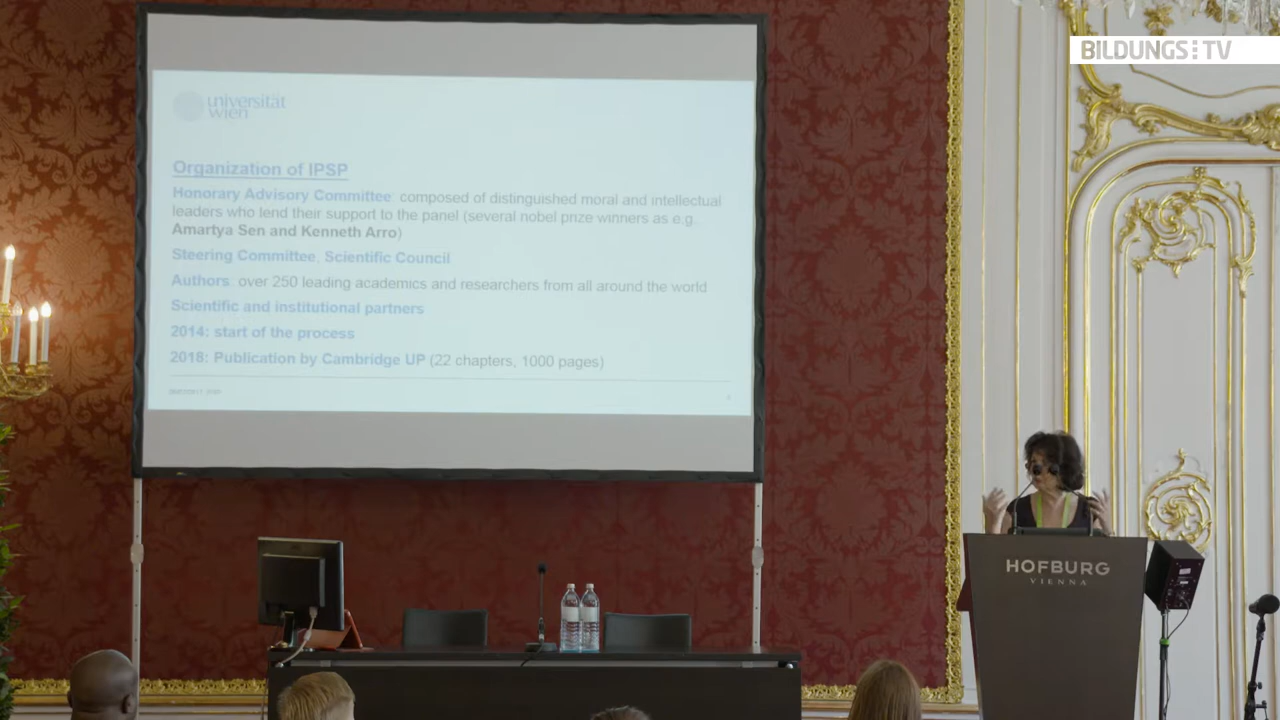 BILDUNGS TV
universität
wien
Organization of IPSP
Honorary Advisory Committee: composed of distinguished moral and intellectual
leaders who lend their support to the panel (several nobel prize winners as e.g.
Amartya Sen and Kenneth Arro)
Steering Committee, Scientific Council
Authors: over 250 leading academics and researchers from all around the world
Scientific and institutional partners
2014: start of the process
2018: Publication by Cambridge UP (22 chapters, 1000 pages)
HOFBURG
VIENNA